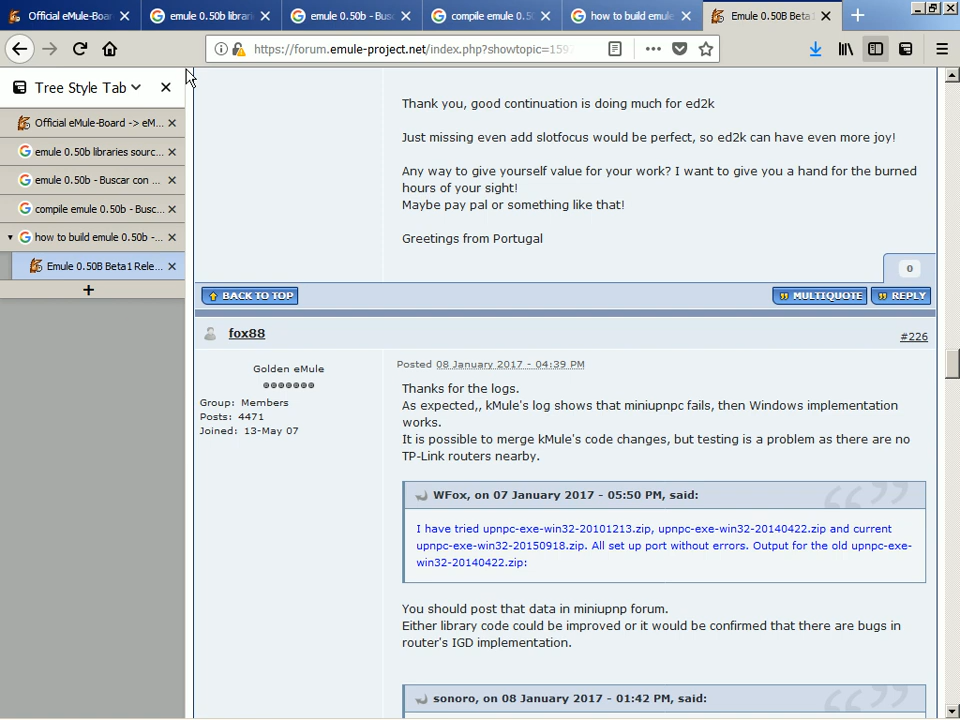 Official eMule-Board
emule 0.50b librari
emule 0.50b - Busc
compile emule 0.50
how to build emule
Emule 0.50B Beta1
https://forum.emule-project.net/index.php?showtopic=159
Tree Style Tab
Official eMule-Board -> eM...
emule 0.50b libraries sourc...
emule 0.50b - Buscar con ...
compile emule 0.50b - Busc...
how to build emule 0.50b -...
Emule 0.50B Beta1 Rele...
Thank you, good continuation is doing much for ed2k
Just missing even add slotfocus would be perfect, so ed2k can have even more joy!
Any way to give yourself value for your work? I want to give you a hand for the burned
hours of your sight!
Maybe pay pal or something like that!
Greetings from Portugal
0
BACK TO TOP
MULTIQUOTE
REPLY
fox88
#226
Golden eMule
Group: Members
Posts: 4471
Joined: 13-May 07
Posted 08 January 2017 - 04:39 PM
Thanks for the logs.
As expected,, kMule's log shows that miniupnpc fails, then Windows implementation
works.
It is possible to merge kMule's code changes, but testing is a problem as there are no
TP-Link routers nearby.
WFox, on 07 January 2017 - 05:50 PM, said:
I have tried upnpc-exe-win32-20101213.zip, upnpc-exe-win32-20140422.zip and current
upnpc-exe-win32-20150918.zip. All set up port without errors. Output for the old upnpc-exe-
win32-20140422.zip:
You should post that data in miniupnp forum.
Either library code could be improved or it would be confirmed that there are bugs in
router's IGD implementation.
sonoro, on 08 January 2017 - 01:42 PM, said: